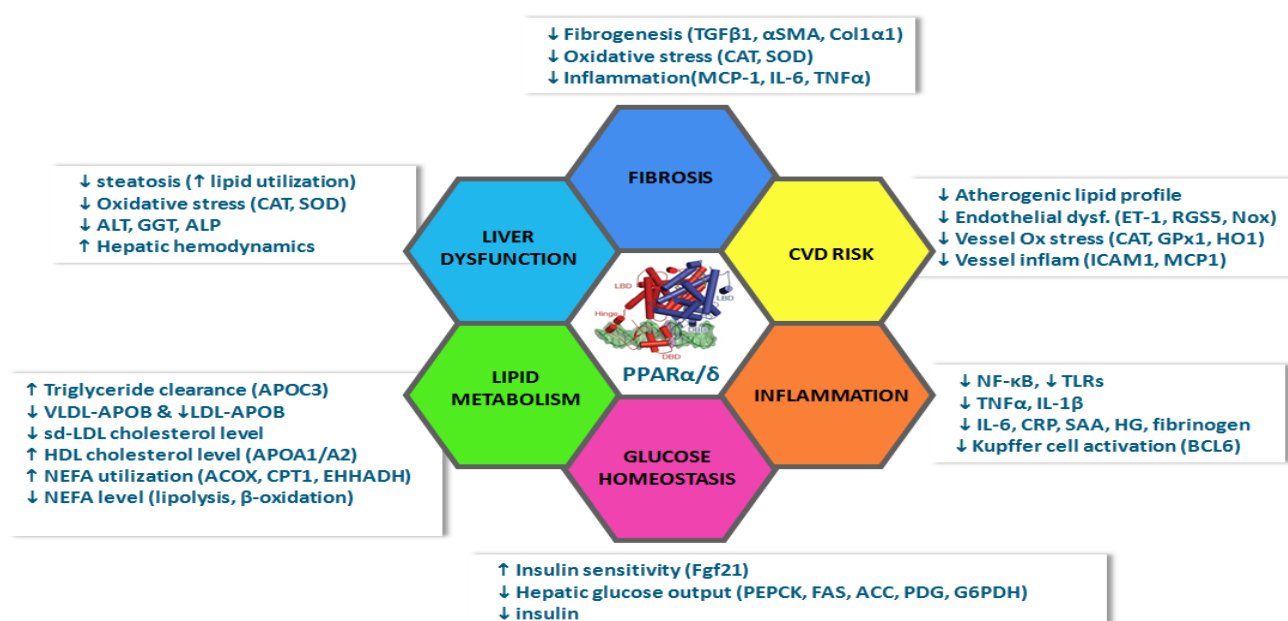 ↓ Fibrogenesis (TGFβ1, αSMA, Col1α1)
↓ Oxidative stress (CAT, SOD)
↓ Inflammation(MCP-1, IL-6, TNFα)
FIBROSIS
↓ steatosis (↑ lipid utilization)
↓ Oxidative stress (CAT, SOD)
↓ ALT, GGT, ALP
↑ Hepatic hemodynamics
LIVER
DYSFUNCTION
CVD RISK
↓ Atherogenic lipid profile
↓ Endothelial dysf. (ET-1, RGS5, Nox)
↓ Vessel Ox stress (CAT, GPx1, HO1)
↓ Vessel inflam (ICAM1, MCP1)
LBD
LBD
Hinge
DBD
PPARα/δ
↑ Triglyceride clearance (APOC3)
↓ VLDL-APOB & ↓LDL-APOB
↓ sd-LDL cholesterol level
↑ HDL cholesterol level (APOA1/A2)
↑ NEFA utilization (ACOX, CPT1, EHHADH)
↓ NEFA level (lipolysis, β-oxidation)
LIPID
METABOLISM
INFLAMMATION
↓ NF-κB, ↓ TLRs
↓ TNFα, IL-1β
↓ IL-6, CRP, SAA, HG, fibrinogen
↓ Kupffer cell activation (BCL6)
GLUCOSE
HOMEOSTASIS
↑ Insulin sensitivity (Fgf21)
↓ Hepatic glucose output (PEPCK, FAS, ACC, PDG, G6PDH)
↓ insulin